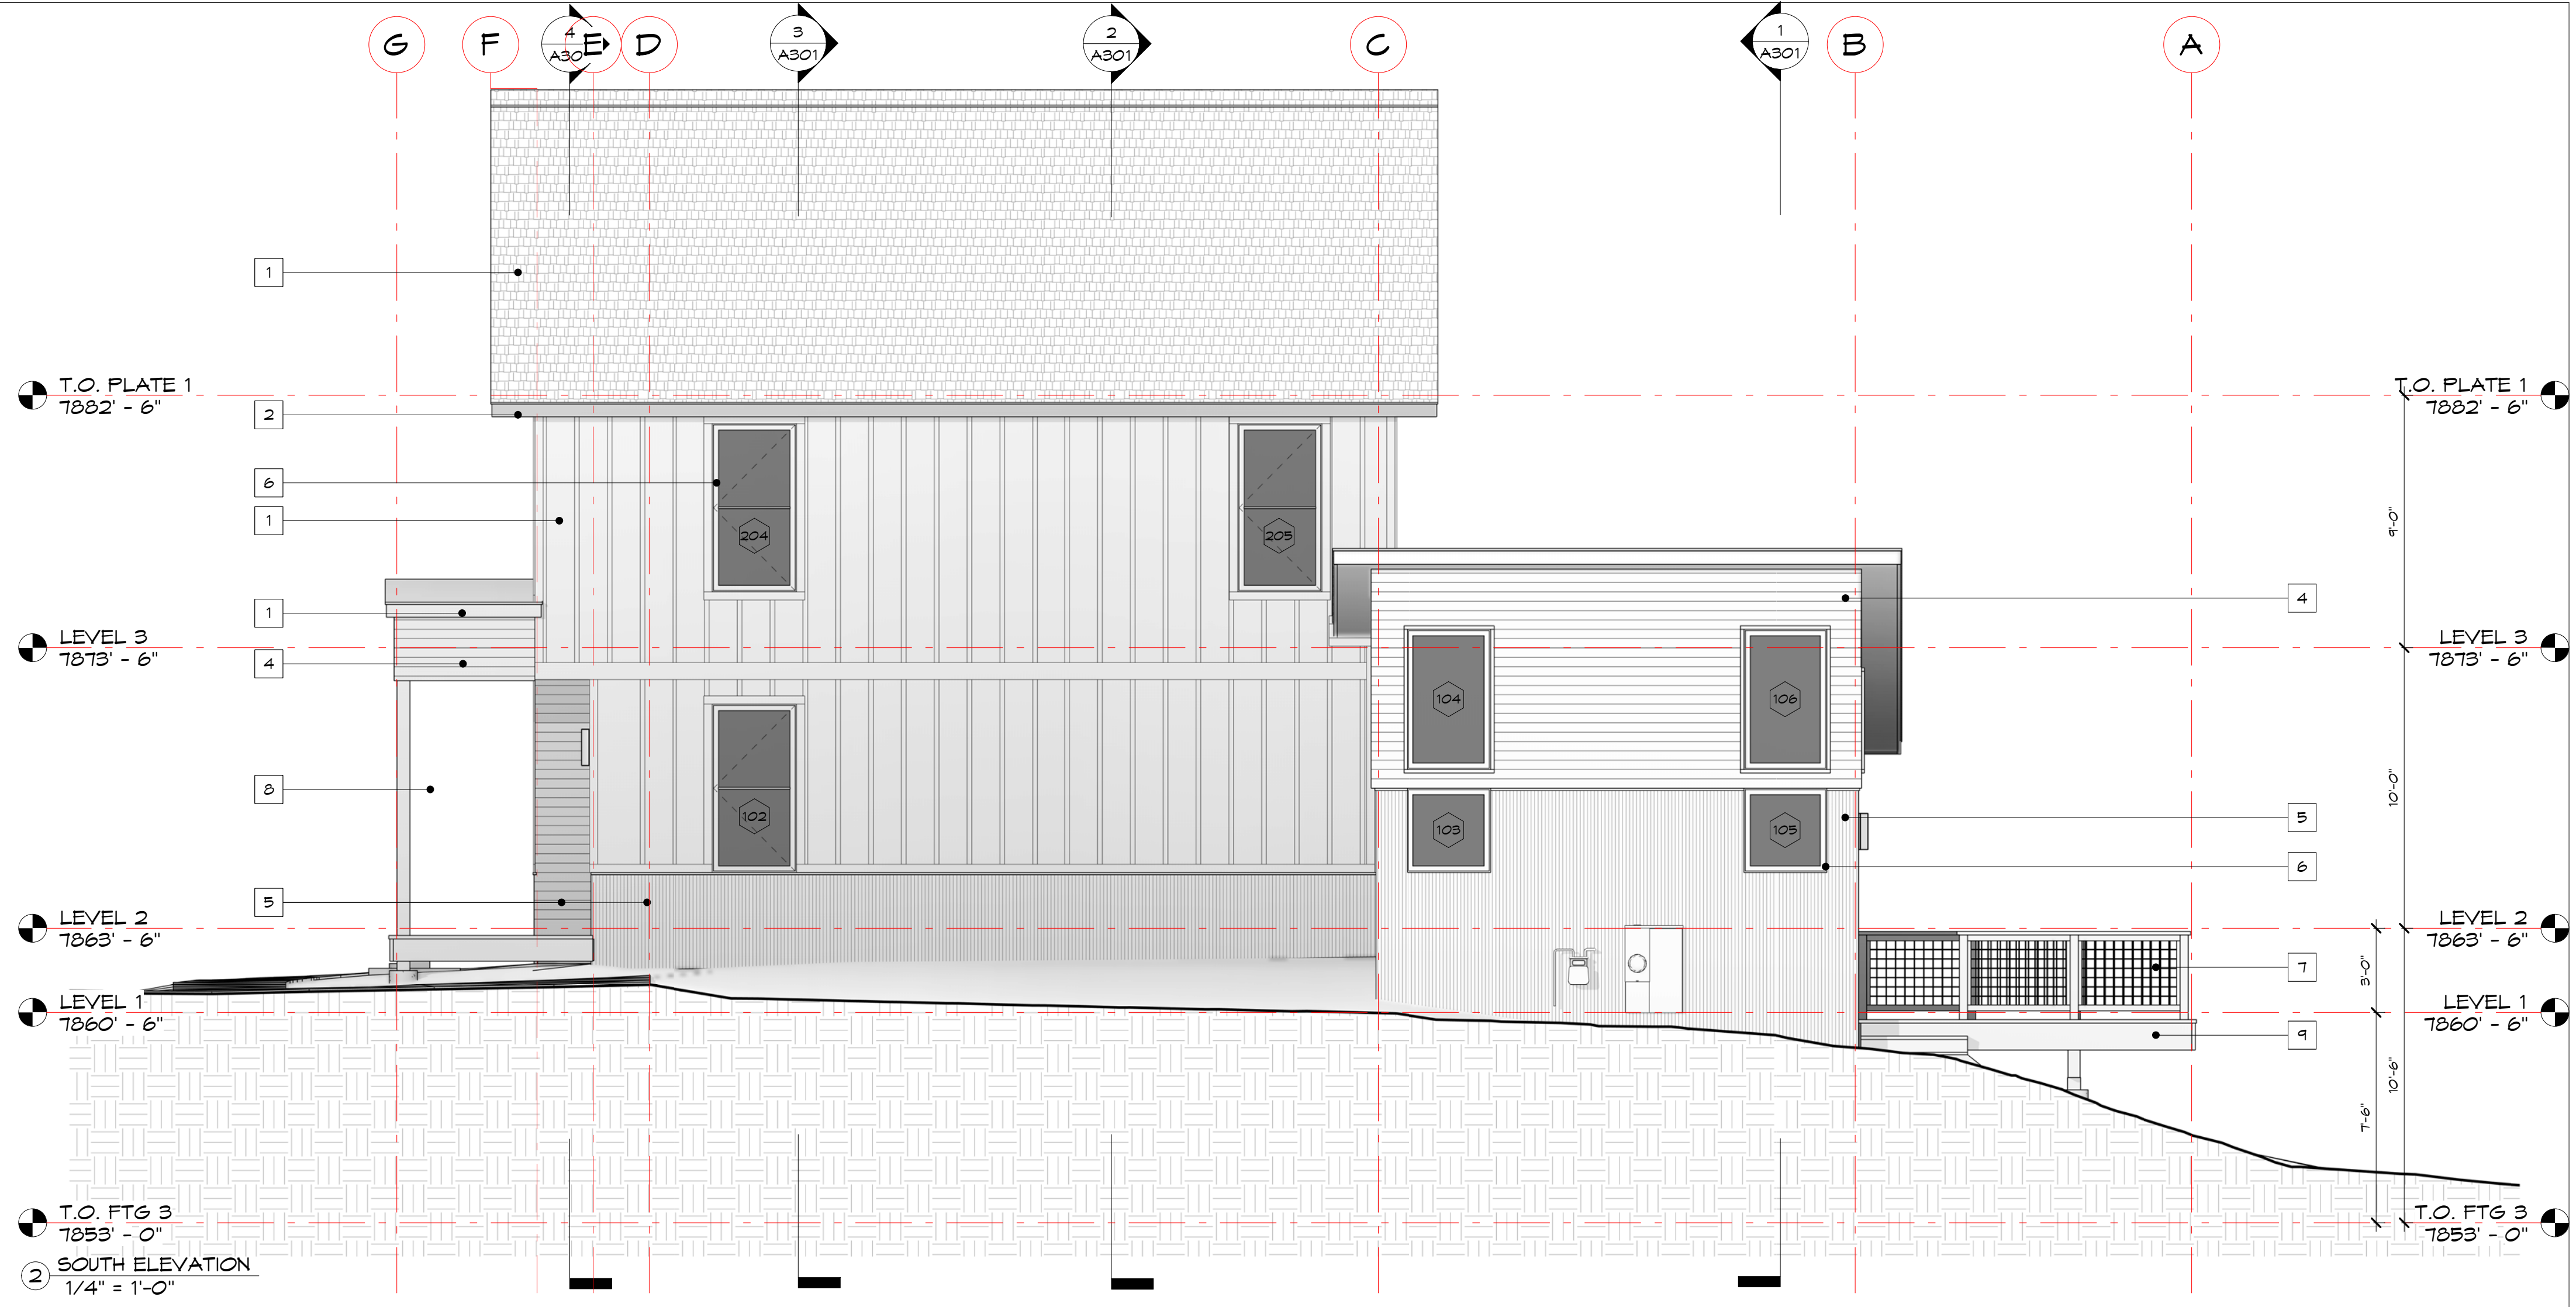 G
F
4
A30
E
D
3
A301
2
A301
C
1
A301
B
A
1
T.O. PLATE 1
7882' - 6"
T.O. PLATE 1
7882' - 6"
2
6
1
204
205
9'-0"
1
4
LEVEL 3
7873' - 6"
LEVEL 3
7873' - 6"
4
104
106
8
102
103
105
10'-0"
5
6
5
LEVEL 2
7863' - 6"
LEVEL 2
7863' - 6"
7
3'-0"
LEVEL 1
7860' - 6"
LEVEL 1
7860' - 6"
9
10'-6"
7'-6"
T.O. FTG 3
7853' - 0"
T.O. FTG 3
7853' - 0"
2
SOUTH ELEVATION
1/4" = 1'-0"